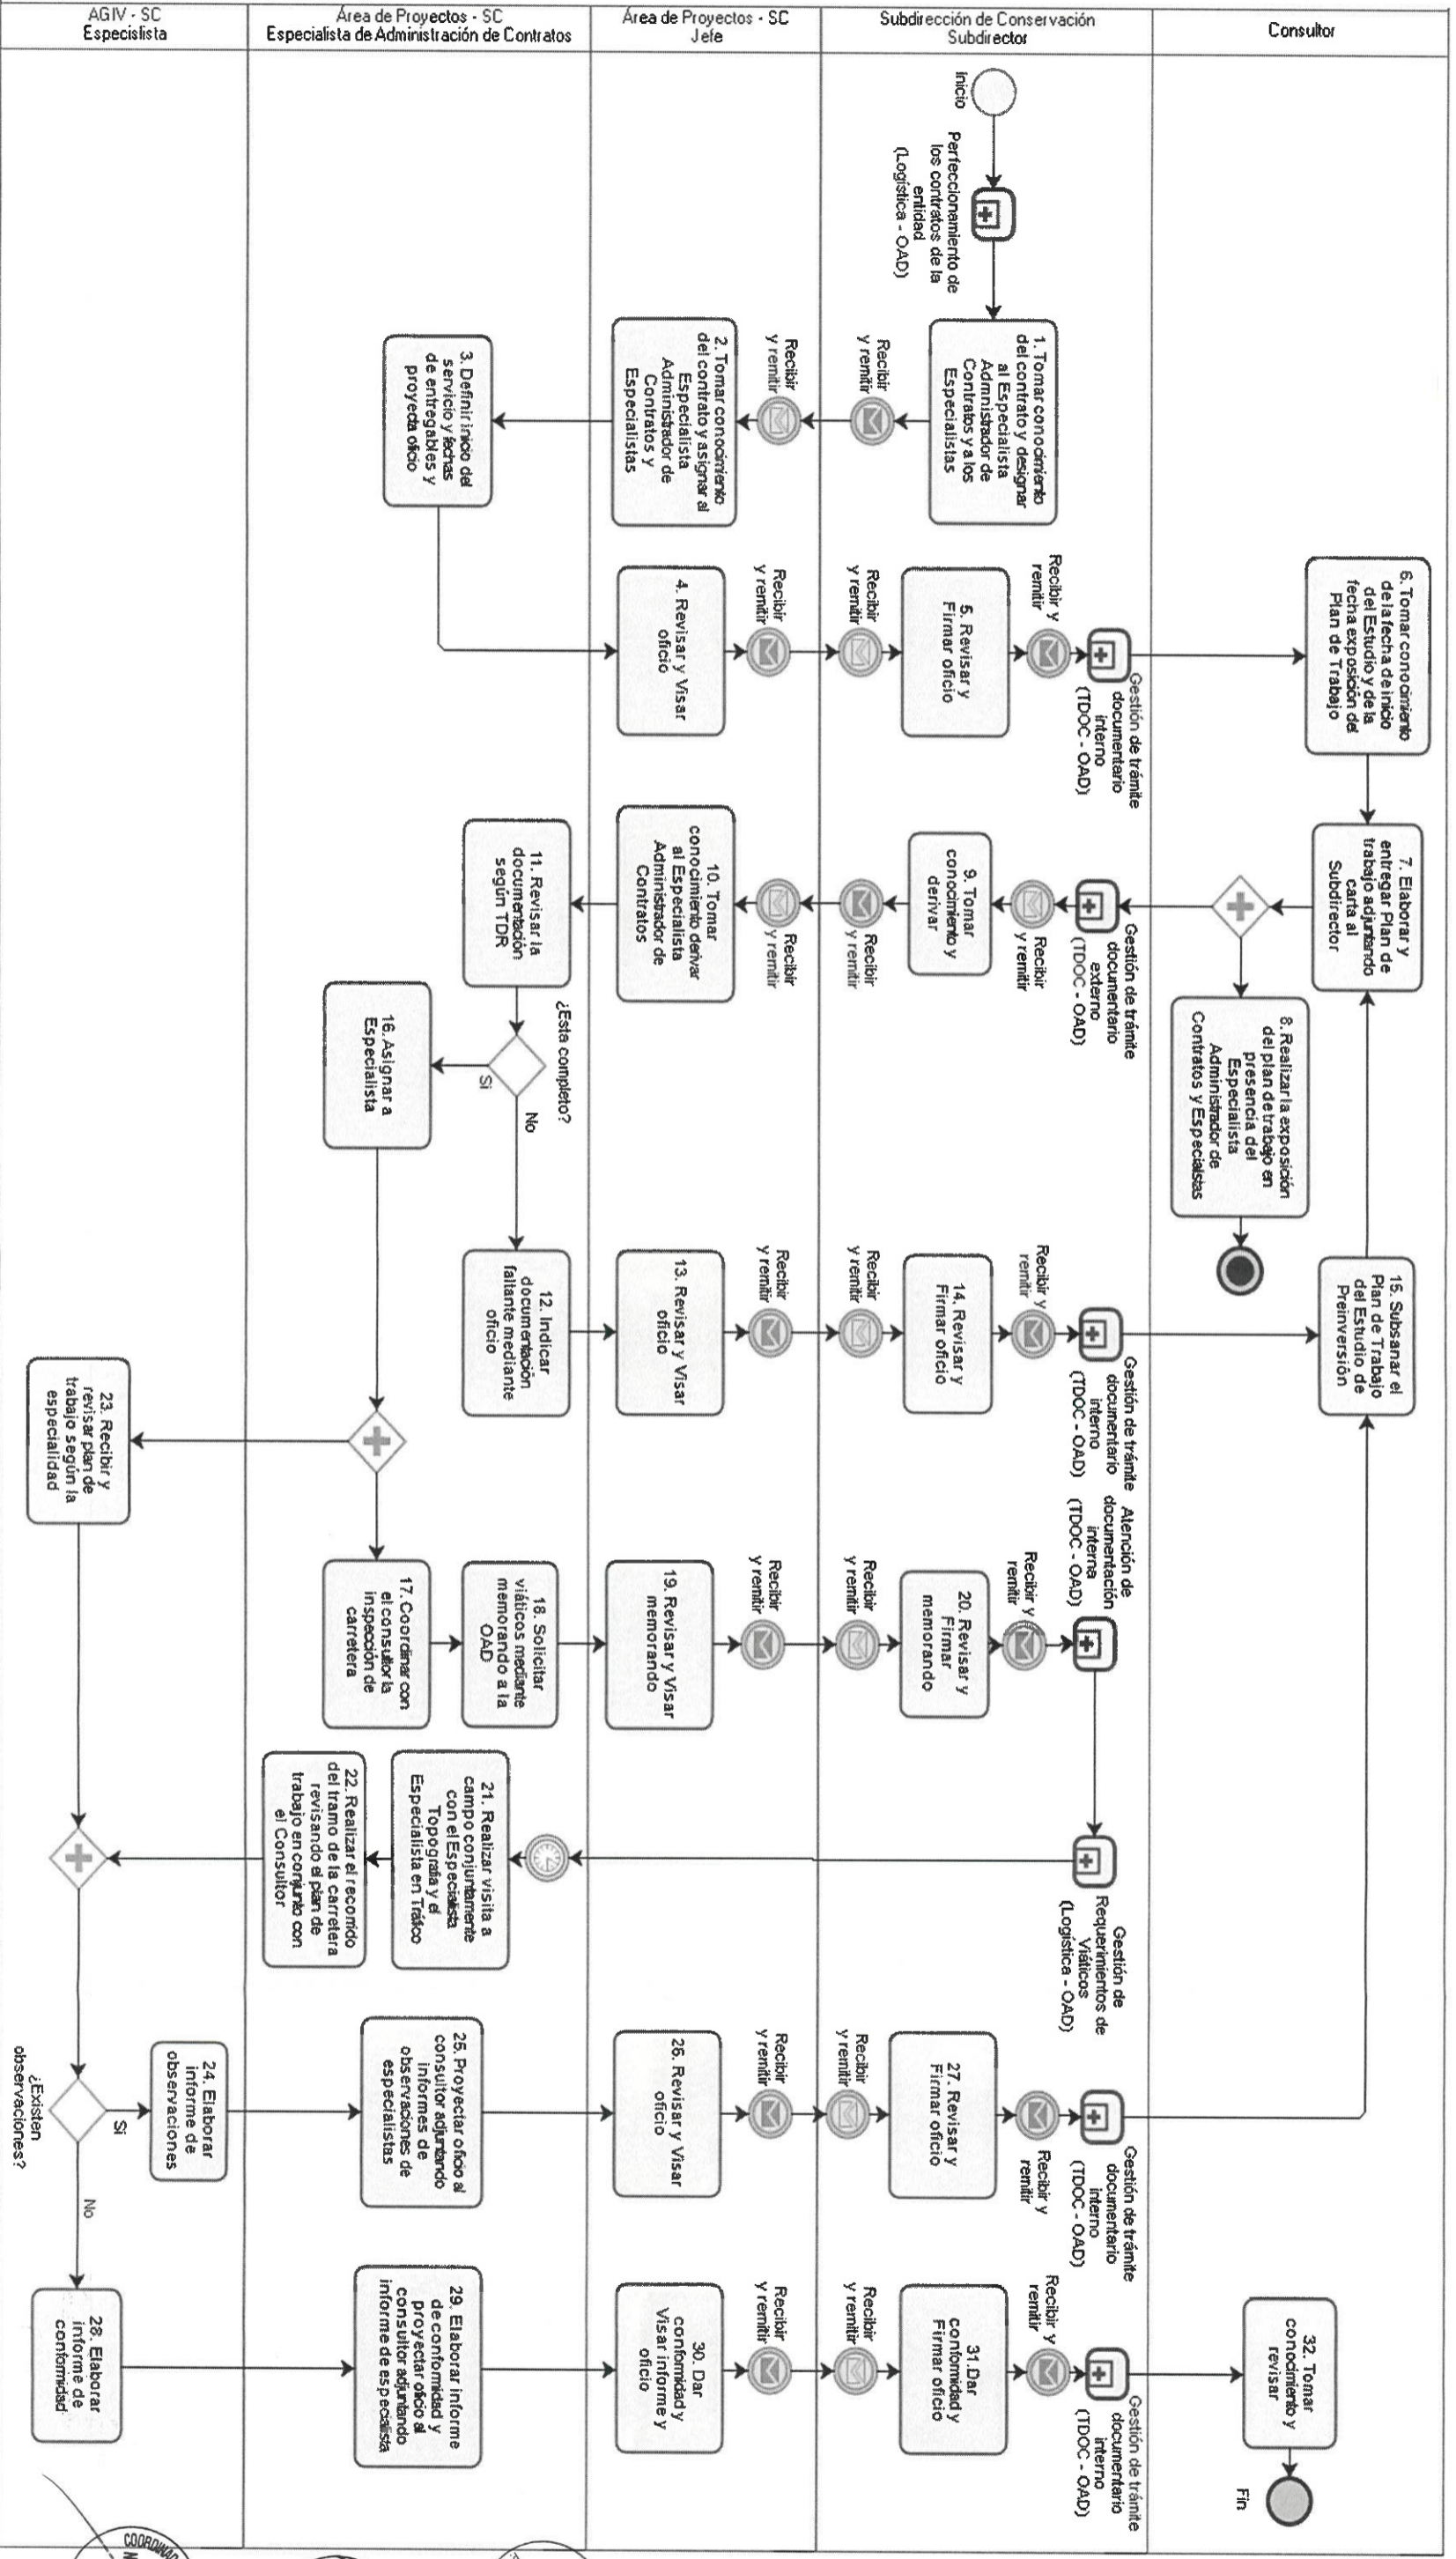 AGIV - SC
Especislista
Área de Proyectos - SC
Especialista de Administración de Contratos
Área de Proyectos - SC
Jefe
Subdirección de Conservación
Subdirector
Consultor
inicio
Perfeccionamiento de
los contratos de la
entidad
(Logística - OAD)
1. Tomar conocimiento
del contrato y designar
al Especialista
Administrador de
Contratos y a los
Especialistas
Recibir
y remitir
Recibir
y remitir
2. Tomar conocimiento
del contrato y asignar al
Especialista
Administrador de
Contratos y
Especialistas
3. Definir inicio del
servicio y fechas
de entregables y
proyecta oficio
4. Revisar y Visar
oficio
Recibir
y remitir
Recibir
y remitir
5. Revisar y
Firmar oficio
Recibir y
remitir
Gestión de trámite
documentario
interno
(TDOC - OAD)
6. Tomar conocimiento
de la fecha de inicio
del Estudio y de la
fecha exposición del
Plan de Trabajo
7. Elaborar y
entregar Plan de
trabajo adjuntando
carta al
Subdirector
8. Realizar la exposición
del plan de trabajo en
presencia del
Especialista
Administrador de
Contratos y Especialistas
Gestión de trámite
documentario
externo
(TDOC - OAD)
Recibir
y remitir
9. Tomar
conocimiento y
derivar
Recibir
y remitir
Recibir
y remitir
10. Tomar
conocimiento derivar
al Especialista
Administrador de
Contratos
11. Revisar la
documentación
según TDR
¿Esta completo?
Si
No
16. Asignar a
Especialista
12. Indicar
documentación
faltante mediante
oficio
13. Revisar y Visar
oficio
Recibir
y remitir
Recibir
y remitir
14. Revisar y
Firmar oficio
Recibir y
remitir
Gestión de trámite
documentario
interno
(TDOC - OAD)
15. Subsanar el
Plan de Trabajo
del Estudio de
Preinversión
23. Recibir y
revisar plan de
trabajo según la
especialidad
17. Coordinar con
el consultor la
inspección de
carretera
18. Solicitar
viáticos mediante
memorando a la
OAD
19. Revisar y Visar
memorando
Recibir
y remitir
Recibir
y remitir
20. Revisar y
Firmar
memorando
Recibir y
remitir
Atención de
documentación
interna
(TDOC - OAD)
Gestión de
Requerimientos de
Viáticos
(Logística - OAD)
21. Realizar visita a
campo conjuntamente
con el Especialista
Topografía y el
Especialista en Tráfico
22. Realizar el recorrido
del tramo de la carretera
revisando el plan de
trabajo en conjunto con
el Consultor
¿Existen
observaciones?
Si
No
24. Elaborar
informe de
observaciones
25. Proyectar oficio al
consultor adjuntando
informes de
observaciones de
especialistas
26. Revisar y Visar
oficio
Recibir
y remitir
Recibir
y remitir
27. Revisar y
Firmar oficio
Recibir y
remitir
Gestión de trámite
documentario
interno
(TDOC - OAD)
28. Elaborar
informe de
conformidad
29. Elaborar informe
de conformidad y
proyectar oficio al
consultor adjuntando
informe de especialista
30. Dar
conformidad y
Visar informe y
oficio
Recibir
y remitir
Recibir
y remitir
31.Dar
conformidad y
Firmar oficio
Recibir y
remitir
Gestión de trámite
documentario
interno
(TDOC - OAD)
32. Tomar
conocimiento y
revisar
Fin